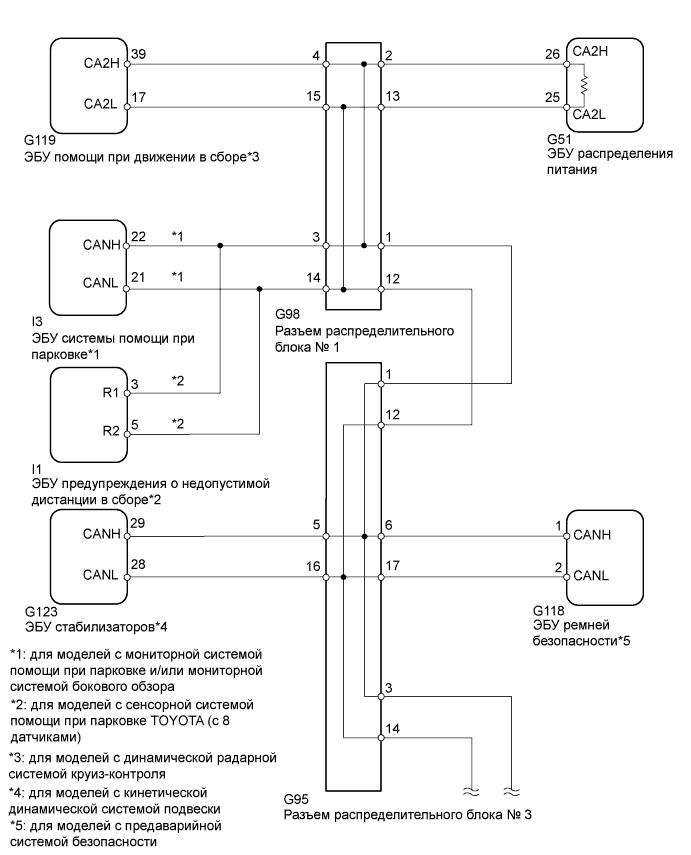 39
CA2H
CA2L
17
G119
ЭБУ помощи при движении в сборе*3
4
2
15
13
26
CA2H
25
CA2L
G51
ЭБУ распределения
питания
CANH
22
*1
CANL
21
*1
3
1
14
12
I3
ЭБУ системы помощи при
парковке*1
G98
Разъем распределительного
блока № 1
R1
3
*2
R2
5
*2
1
12
I1
ЭБУ предупреждения о недопустимой
дистанции в сборе*2
29
CANH
28
CANL
G123
ЭБУ стабилизаторов*4
5
6
16
17
1
CANH
2
CANL
G118
ЭБУ ремней
безопасности*5
*1: для моделей с мониторной системой
помощи при парковке и/или мониторной
системой бокового обзора
*2: для моделей с сенсорной системой
помощи при парковке TOYOTA (с 8
датчиками)
*3: для моделей с динамической радарной
системой круиз-контроля
*4: для моделей с кинетической
динамической системой подвески
*5: для моделей с предаварийной
системой безопасности
3
14
G95
Разъем распределительного блока № 3